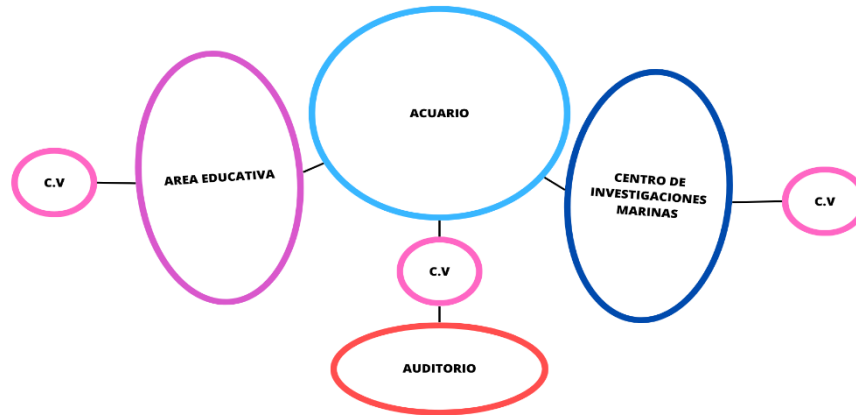 ACUARIO
AREA EDUCATIVA
C.V
CENTRO DE
INVESTIGACIONES
MARINAS
C.V
C.V
AUDITORIO